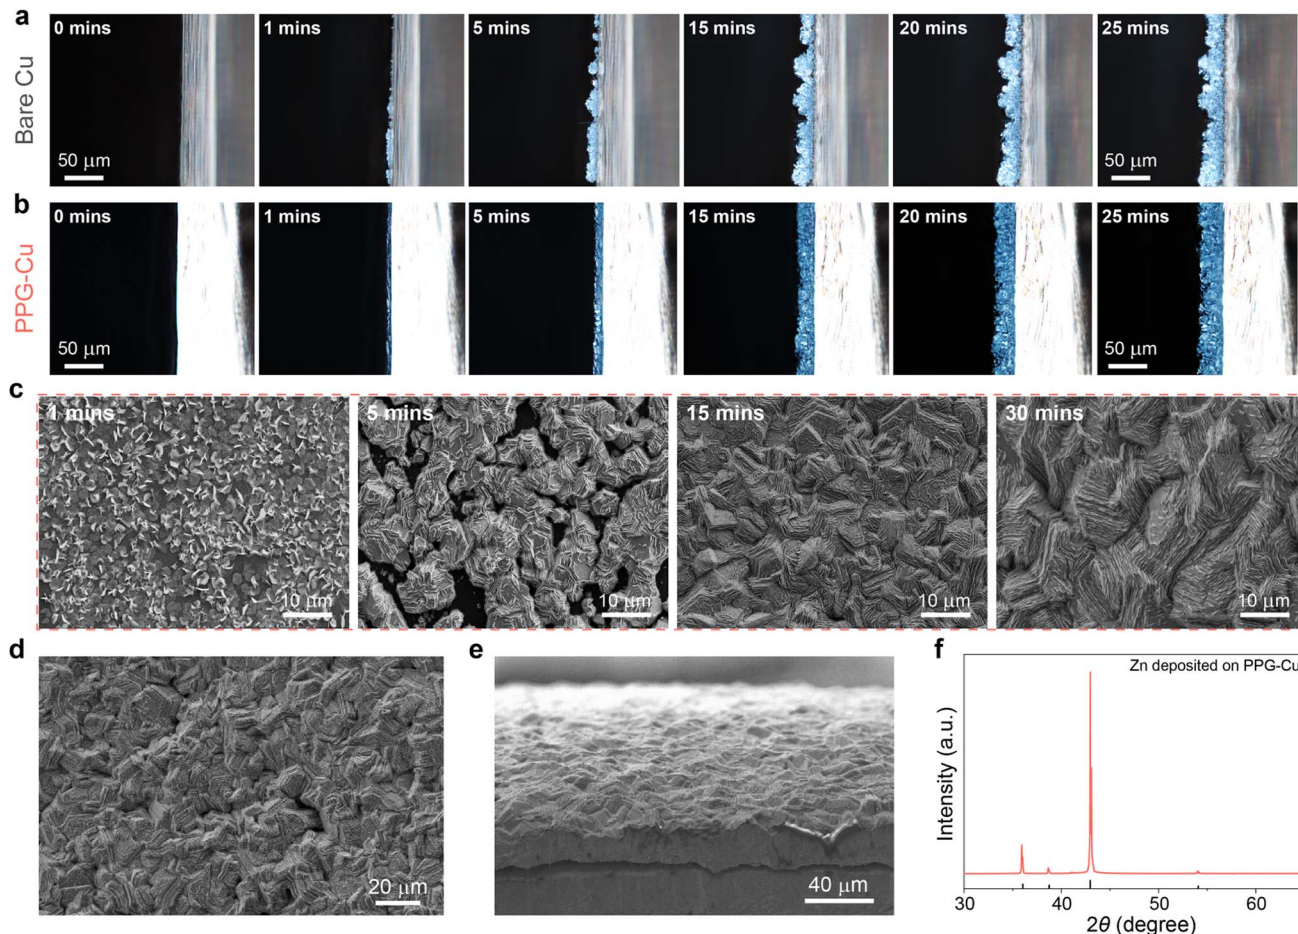 a
Bare Cu
0 mins
1 mins
5 mins
15 mins
20 mins
25 mins
50 μm
50 μm
b
PPG-Cu
0 mins
1 mins
5 mins
15 mins
20 mins
25 mins
50 μm
50 μm
c
1 mins
5 mins
15 mins
30 mins
10 μm
10 μm
10 μm
10 μm
d
20 μm
e
40 μm
f
Zn deposited on PPG-Cu
Intensity (a.u.)
30
40
50
60
2θ (degree)